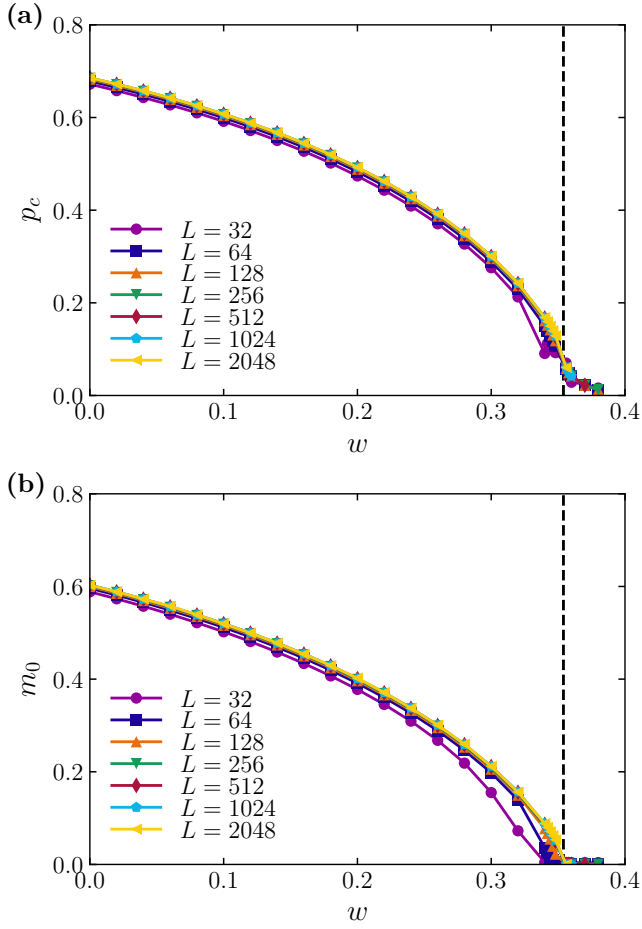 (a)
0.8
0.6
0.4
0.2
0.0
p_c
L = 32
L = 64
L = 128
L = 256
L = 512
L = 1024
L = 2048
0.0 0.1 0.2 0.3 0.4
w
(b)
0.8
0.6
0.4
0.2
0.0
m_0
L = 32
L = 64
L = 128
L = 256
L = 512
L = 1024
L = 2048
0.0 0.1 0.2 0.3 0.4
w